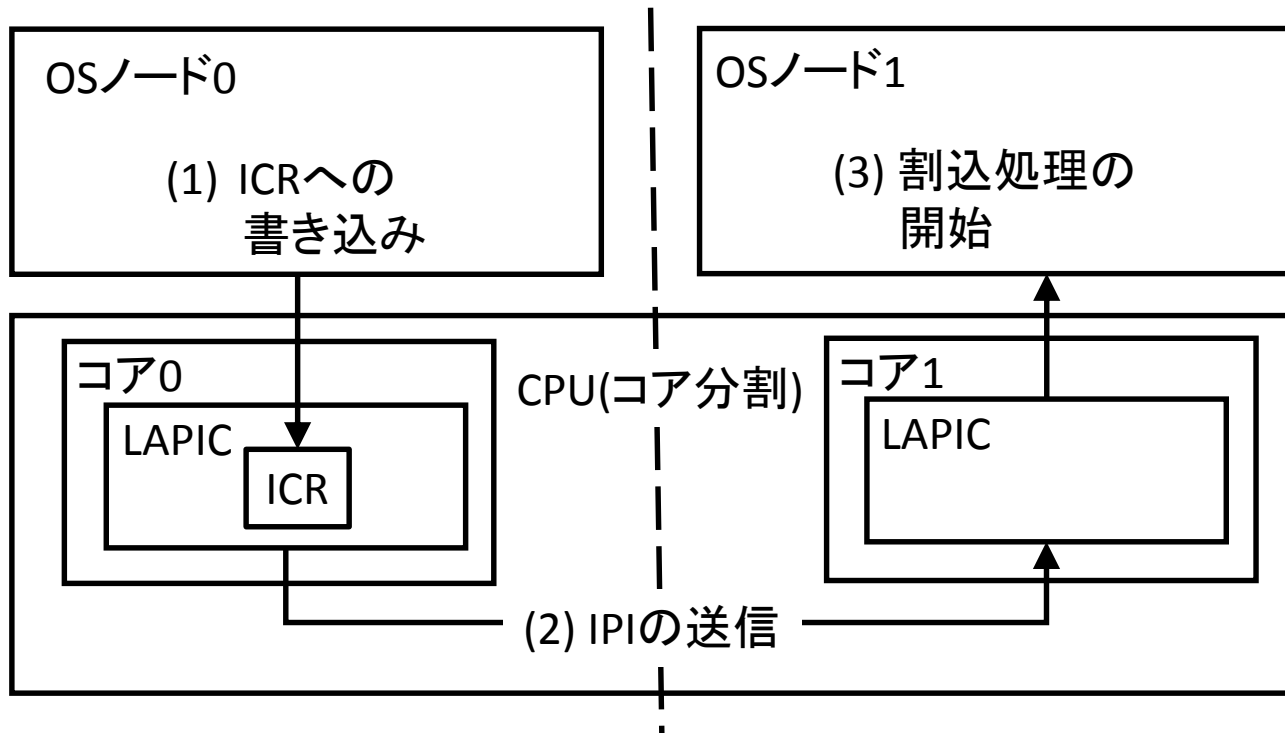 OSノード0
(1) ICRへの
書き込み
OSノード1
(3) 割込処理の
開始
コア0
LAPIC
ICR
CPU(コア分割)
コア1
LAPIC
(2) IPIの送信